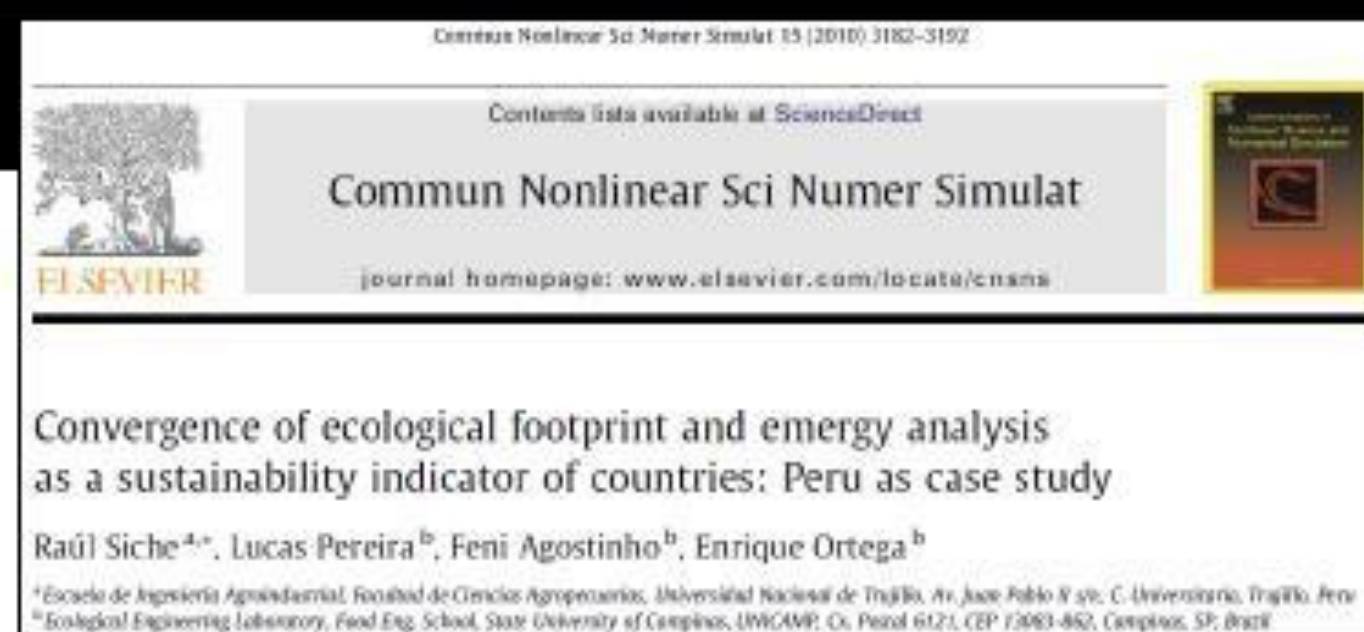 Commun Nonlinear Sci Numer Simulat 15 (2010) 3182–3192
Contents lists available at ScienceDirect
Commun Nonlinear Sci Numer Simulat
journal homepage: www.elsevier.com/locate/cnsns
ELSEVIER
Convergence of ecological footprint and emergy analysis
as a sustainability indicator of countries: Peru as case study
Raúl Siche a,*, Lucas Pereira b, Feni Agostinho b, Enrique Ortega b
a Escuela de Ingeniería Agroindustrial, Facultad de Ciencias Agropecuarias, Universidad Nacional de Trujillo, Av. Juan Pablo II s/n, C. Universitaria, Trujillo, Peru
b Ecological Engineering Laboratory, Food Eng. School, State University of Campinas, UNICAMP, Cx. Postal 6121, CEP 13083-862, Campinas, SP, Brazil